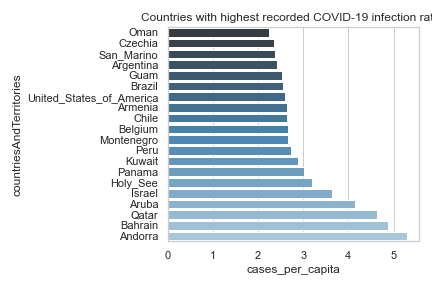 Countries with highest recorded COVID-19 infection rat
countriesAndTerritories
Oman
Czechia
San_Marino
Argentina
Guam
Brazil
United_States_of_America
Armenia
Chile
Belgium
Montenegro
Peru
Kuwait
Panama
Holy_See
Israel
Aruba
Qatar
Bahrain
Andorra
0 1 2 3 4 5
cases_per_capita